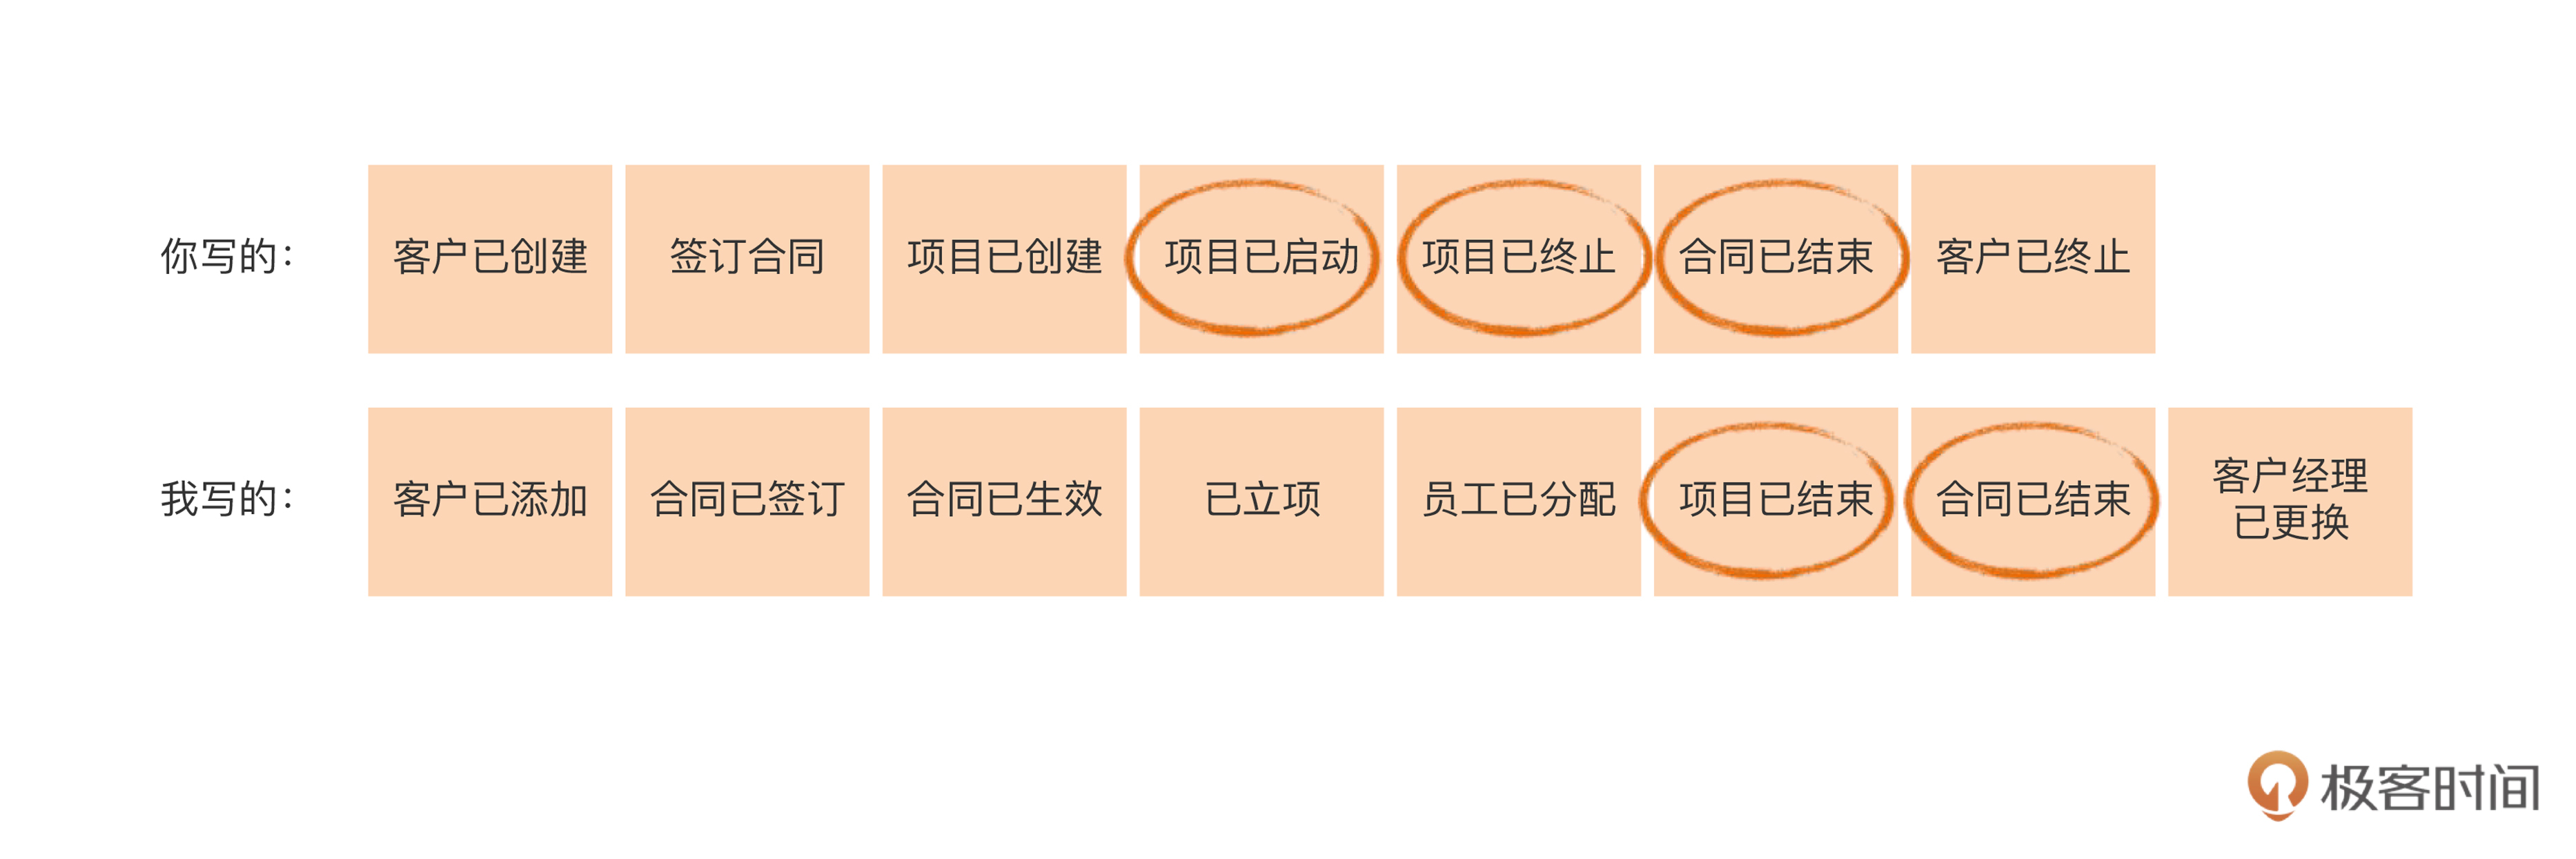 你写的：
客户已创建
签订合同
项目已创建
项目已启动
项目已终止
合同已结束
客户已终止
我写的：
客户已添加
合同已签订
合同已生效
已立项
员工已分配
项目已结束
合同已结束
客户经理
已更换
极客时间